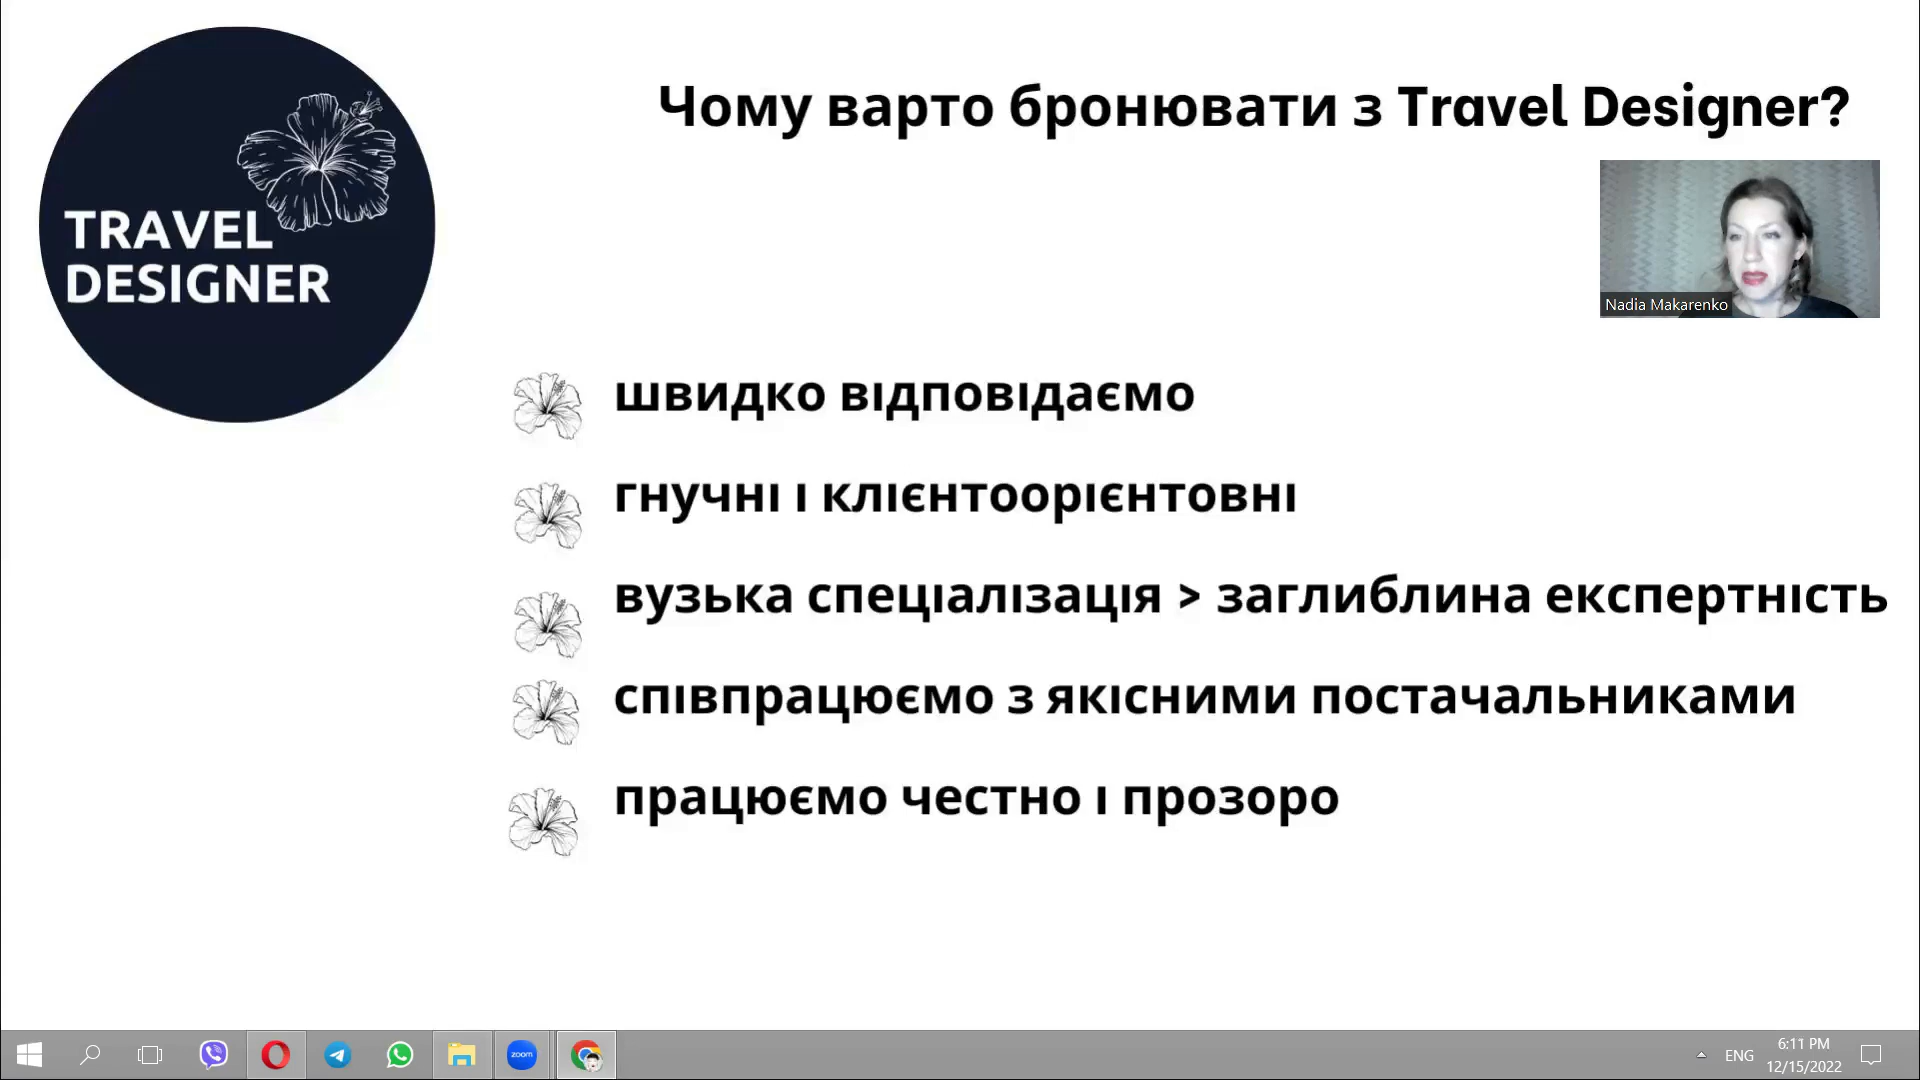 Чому варто бронювати з Travel Designer?
TRAVEL
DESIGNER
Nadia Makarenko
швидко відповідаємо
гнучні і клієнтоорієнтовні
вузька спеціалізація > заглиблина експертність
співпрацюємо з якісними постачальниками
працюємо честно і прозоро
zoom
ENG
6:11 PM
12/15/2022